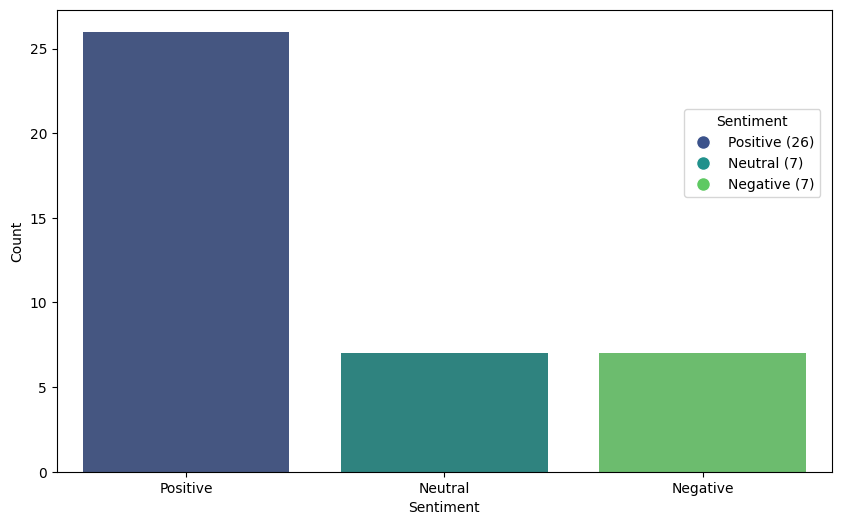 25
20
15
10
5
0
Count
Sentiment
Positive (26)
Neutral (7)
Negative (7)
Positive
Neutral
Negative
Sentiment